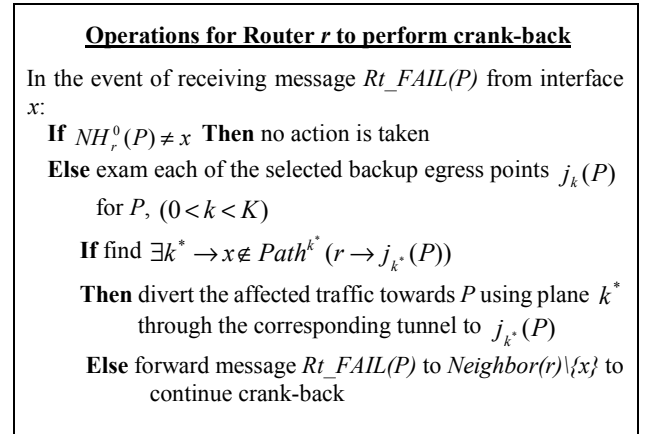 Operations for Router r to perform crank-back
In the event of receiving message Rt_FAIL(P) from interface
x:
If NH_r^0(P) ≠ x Then no action is taken
Else exam each of the selected backup egress points j_k(P)
for P, (0 < k < K)
If find ∃k* → x ∉ Path^{k*}(r → j_{k*}(P))
Then divert the affected traffic towards P using plane k*
through the corresponding tunnel to j_{k*}(P)
Else forward message Rt_FAIL(P) to Neighbor(r)\{x} to
continue crank-back